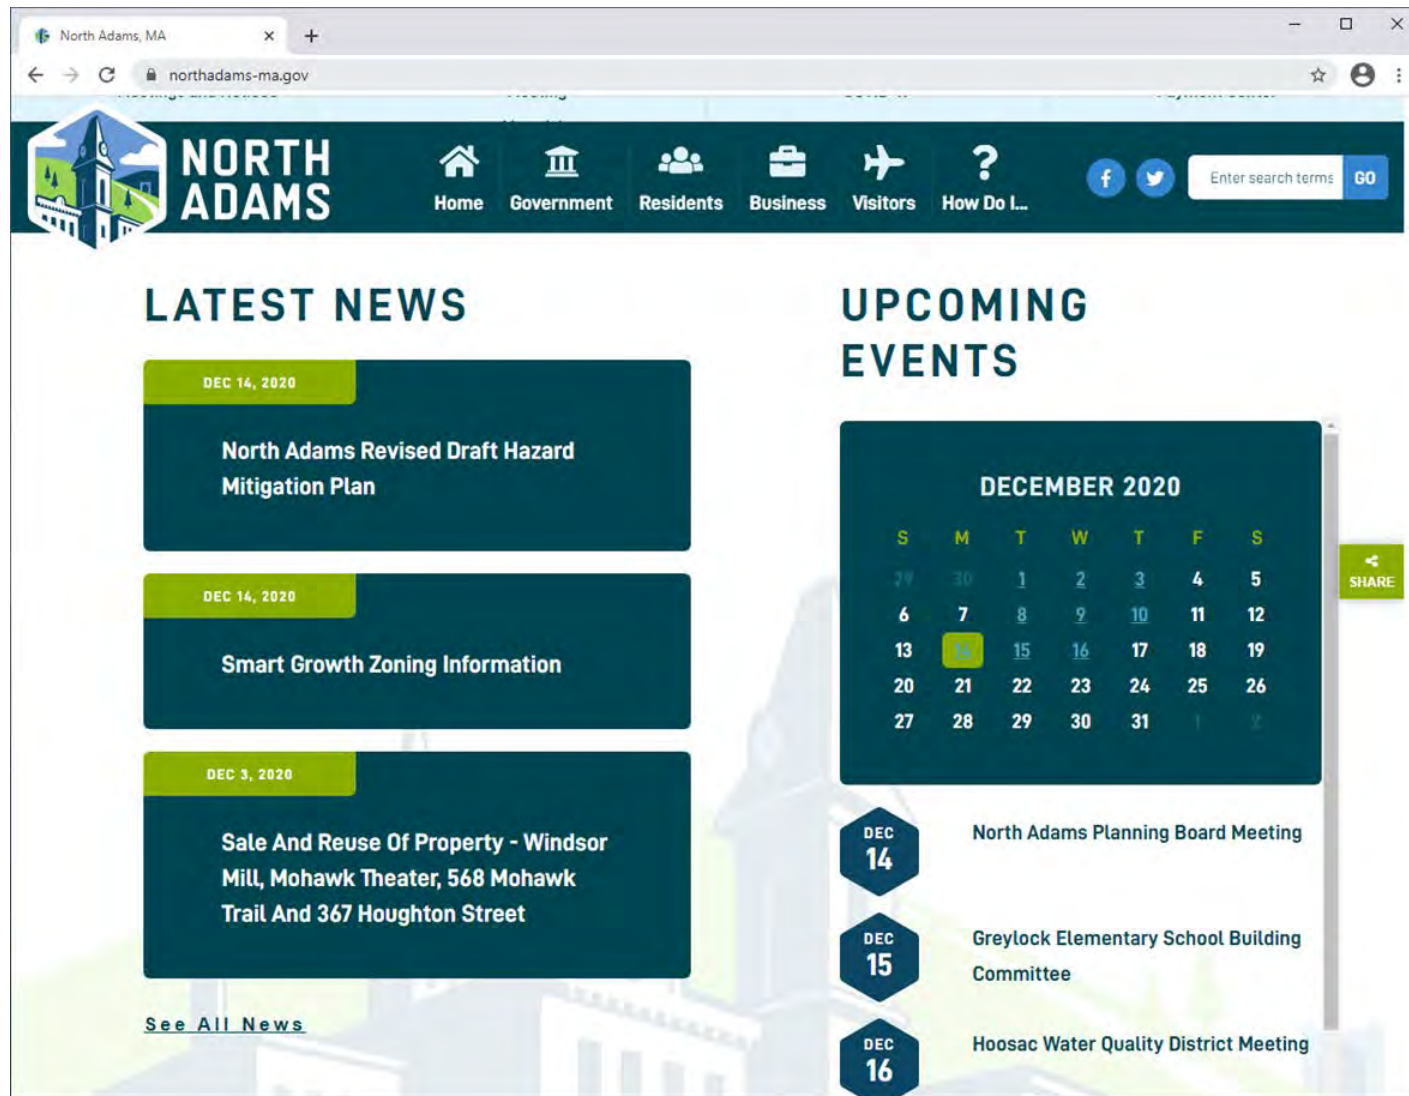 North Adams, MA
northadams-ma.gov
NORTH
ADAMS
Home Government Residents Business Visitors How Do I...
Enter search terms GO
LATEST NEWS
DEC 14, 2020
North Adams Revised Draft Hazard
Mitigation Plan
DEC 14, 2020
Smart Growth Zoning Information
DEC 3, 2020
Sale And Reuse Of Property - Windsor
Mill, Mohawk Theater, 568 Mohawk
Trail And 367 Houghton Street
See All News
UPCOMING
EVENTS
DECEMBER 2020
S M T W T F S
29 30 1 2 3 4 5
6 7 8 9 10 11 12
13 14 15 16 17 18 19
20 21 22 23 24 25 26
27 28 29 30 31 1 2
SHARE
DEC
14
North Adams Planning Board Meeting
DEC
15
Greylock Elementary School Building
Committee
DEC
16
Hoosac Water Quality District Meeting